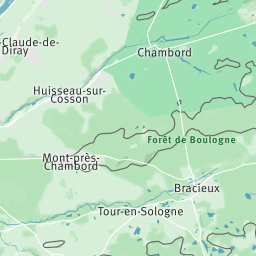 -Claude-de-
Diray
Chambord
Huisseau-sur-
Cosson
Forêt de Boulogne
Mont-près-
Chambord
Bracieux
Tour-en-Sologne